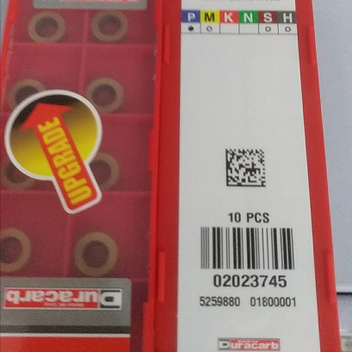 UPGRADE
Duracarb
P M K N S H
10 PCS
02023745
5259880 01800001
Duracarb